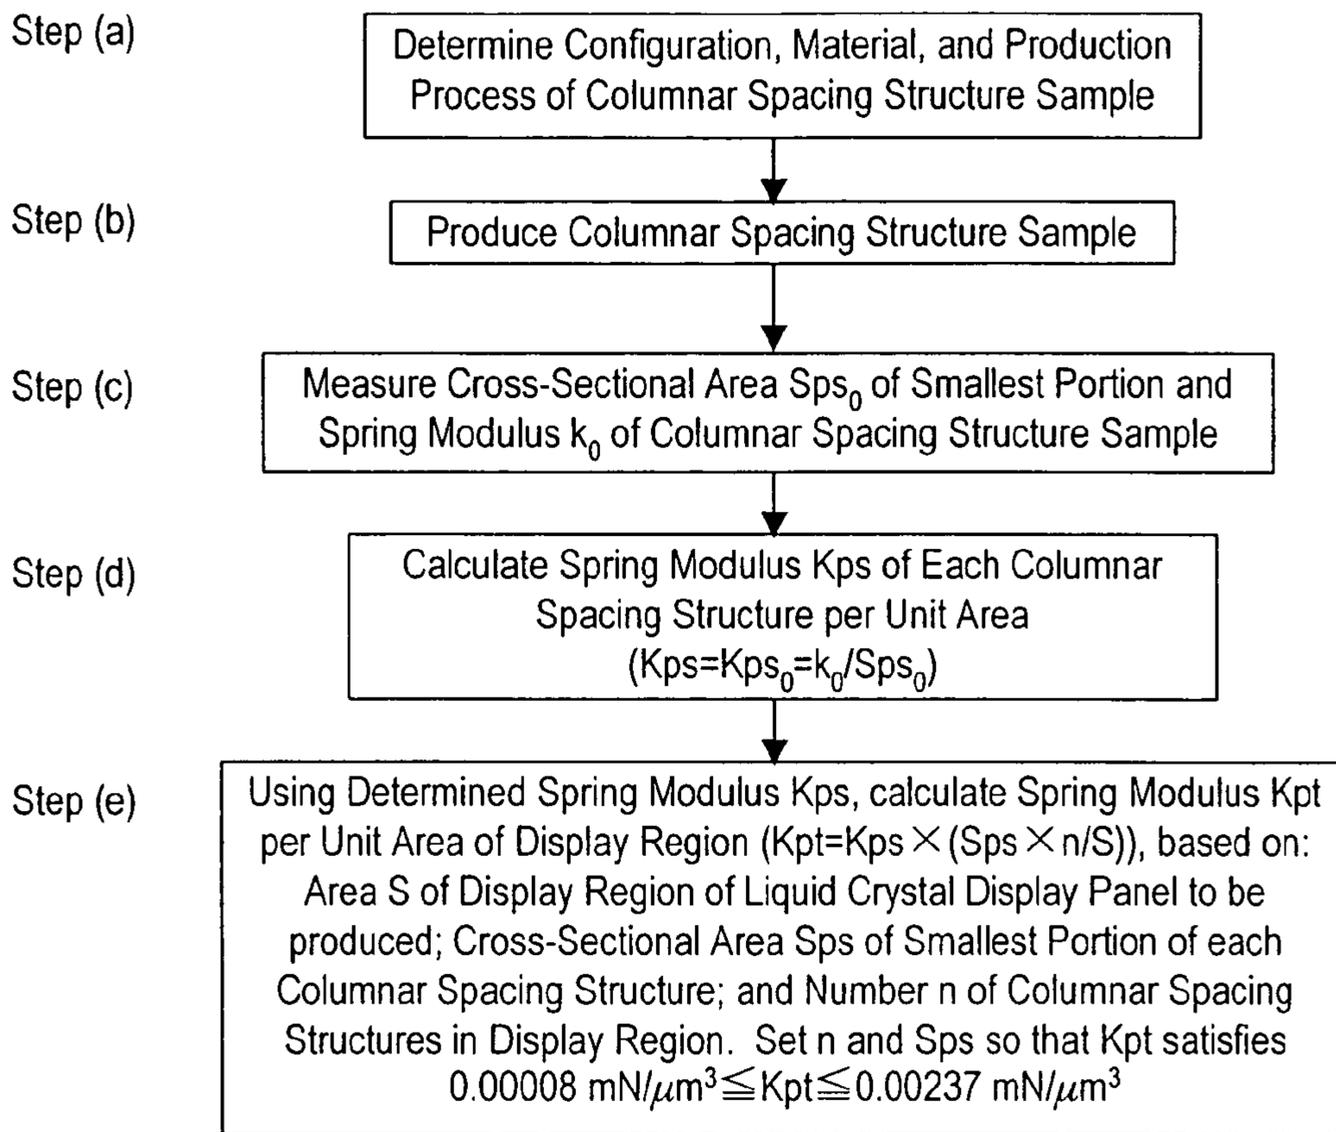 Step (a)
Determine Configuration, Material, and Production
Process of Columnar Spacing Structure Sample
Step (b)
Produce Columnar Spacing Structure Sample
Step (c)
Measure Cross-Sectional Area Sps₀ of Smallest Portion and
Spring Modulus k₀ of Columnar Spacing Structure Sample
Step (d)
Calculate Spring Modulus Kps of Each Columnar
Spacing Structure per Unit Area
(Kps=Kps₀=k₀/Sps₀)
Step (e)
Using Determined Spring Modulus Kps, calculate Spring Modulus Kpt
per Unit Area of Display Region (Kpt=Kps×(Sps×n/S)), based on:
Area S of Display Region of Liquid Crystal Display Panel to be
produced; Cross-Sectional Area Sps of Smallest Portion of each
Columnar Spacing Structure; and Number n of Columnar Spacing
Structures in Display Region. Set n and Sps so that Kpt satisfies
0.00008 mN/μm³≦Kpt≦0.00237 mN/μm³